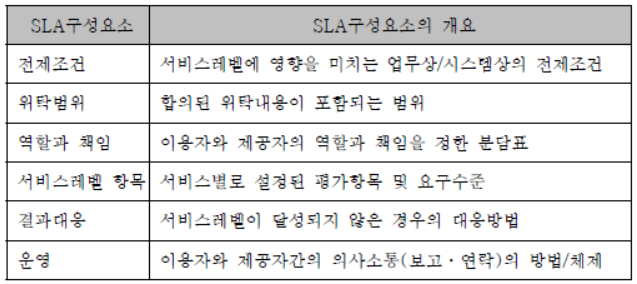 SLA구성요소 SLA구성요소의 개요
전제조건 서비스레벨에 영향을 미치는 업무상/시스템상의 전제조건
위탁범위 합의된 위탁내용이 포함되는 범위
역할과 책임 이용자와 제공자의 역할과 책임을 정한 분담표
서비스레벨 항목 서비스별로 설정된 평가항목 및 요구수준
결과대응 서비스레벨이 달성되지 않은 경우의 대응방법
운영 이용자와 제공자간의 의사소통(보고·연락)의 방법/체제